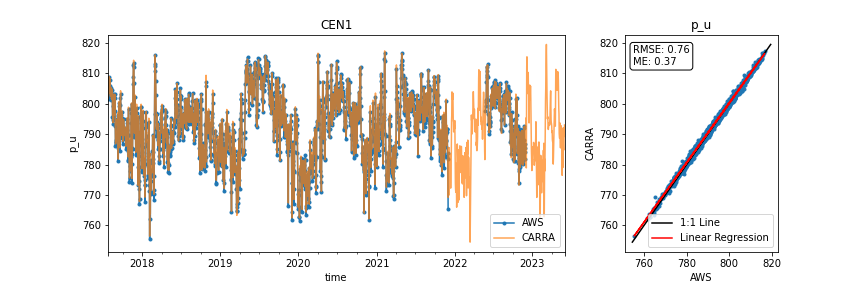 CEN1
p_u
820
810
800
790
780
770
760
p_u
2018
2019
2020
2021
2022
2023
time
AWS
CARRA
p_u
RMSE: 0.76
ME: 0.37
820
810
800
790
780
770
760
CARRA
1:1 Line
Linear Regression
760
780
800
820
AWS